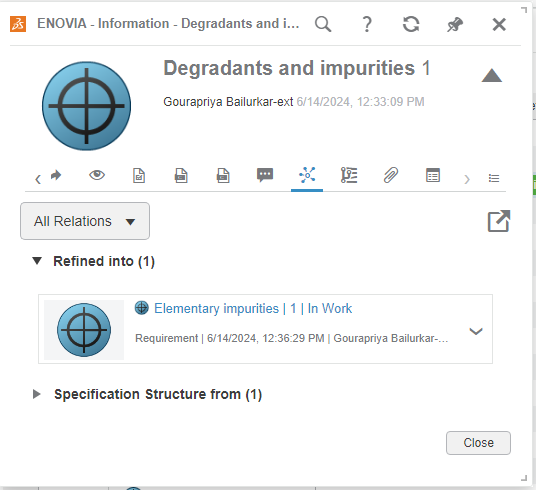 ENOVIA - Information - Degradants and i...
Degradants and impurities 1
Gourapriya Bailurkar-ext 6/14/2024, 12:33:09 PM
All Relations
Refined into (1)
Elementary impurities | 1 | In Work
Requirement | 6/14/2024, 12:36:29 PM | Gourapriya Bailurkar-...
Specification Structure from (1)
Close